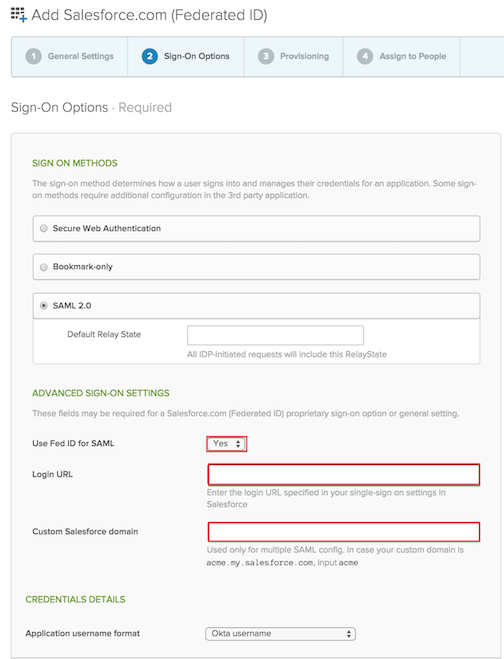 Add Salesforce.com (Federated ID)
1 General Settings 2 Sign-On Options 3 Provisioning 4 Assign to People
Sign-On Options · Required
SIGN ON METHODS
The sign-on method determines how a user signs into and manages their credentials for an application. Some sign-
on methods require additional configuration in the 3rd party application.
Secure Web Authentication
Bookmark-only
SAML 2.0
Default Relay State
All IDP-initiated requests will include this RelayState
ADVANCED SIGN-ON SETTINGS
These fields may be required for a Salesforce.com (Federated ID) proprietary sign-on option or general setting.
Use Fed ID for SAML Yes
Login URL
Enter the login URL specified in your single-sign on settings in
Salesforce
Custom Salesforce domain
Used only for multiple SAML config. In case your custom domain is
acme.my.salesforce.com, input acme
CREDENTIALS DETAILS
Application username format Okta username